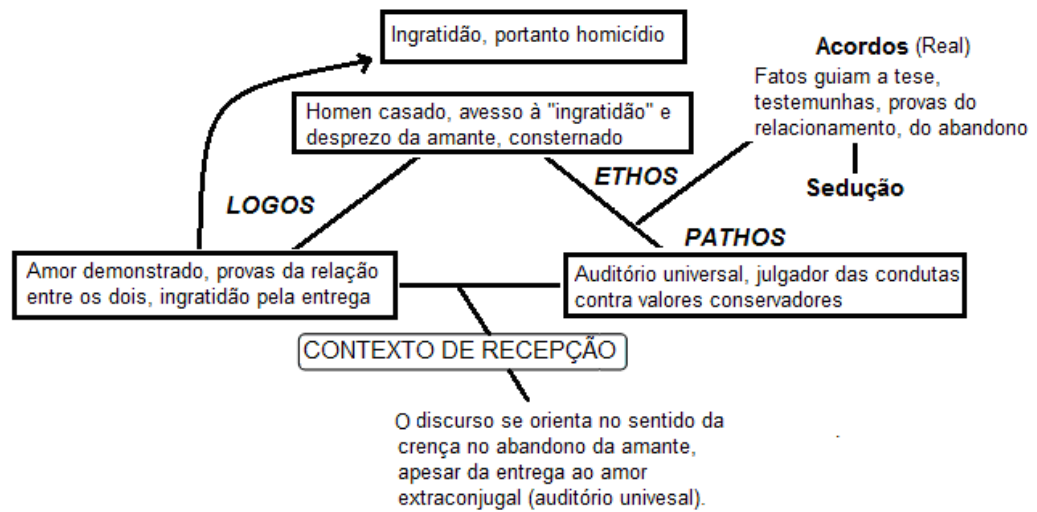 Ingratidão, portanto homicídio
Acordos (Real)
Fatos guiam a tese,
testemunhas, provas do
relacionamento, do abandono
Sedução
Homen casado, avesso à "ingratidão" e
desprezo da amante, consternado
ETHOS
LOGOS
PATHOS
Amor demonstrado, provas da relação
entre os dois, ingratidão pela entrega
Auditório universal, julgador das condutas
contra valores conservadores
CONTEXTO DE RECEPÇÃO
O discurso se orienta no sentido da
crença no abandono da amante,
apesar da entrega ao amor
extraconjugal (auditório univesal).